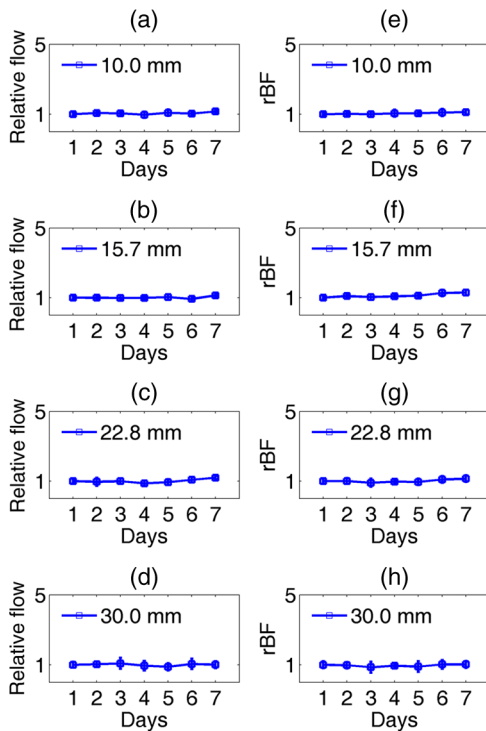 (a)
Relative flow
5
1
10.0 mm
1 2 3 4 5 6 7
Days
(e)
rBF
5
1
10.0 mm
1 2 3 4 5 6 7
Days
(b)
Relative flow
5
1
15.7 mm
1 2 3 4 5 6 7
Days
(f)
rBF
5
1
15.7 mm
1 2 3 4 5 6 7
Days
(c)
Relative flow
5
1
22.8 mm
1 2 3 4 5 6 7
Days
(g)
rBF
5
1
22.8 mm
1 2 3 4 5 6 7
Days
(d)
Relative flow
5
1
30.0 mm
1 2 3 4 5 6 7
Days
(h)
rBF
5
1
30.0 mm
1 2 3 4 5 6 7
Days